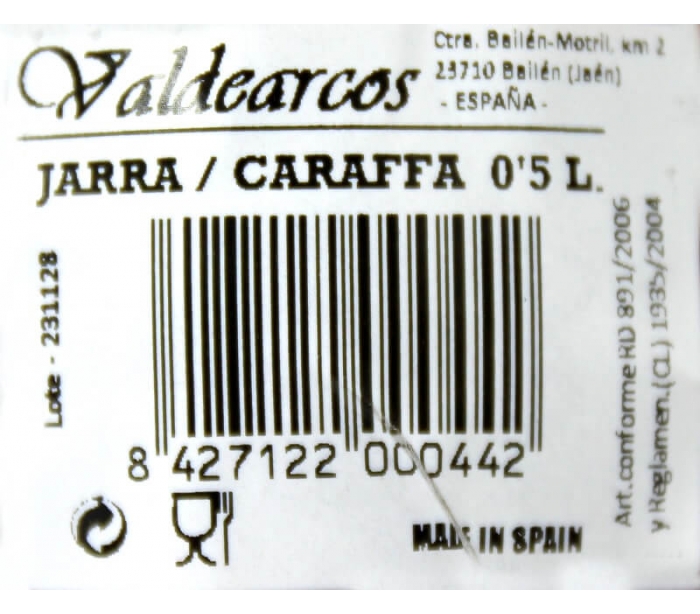 Valdearcos
Ctra. Bailén-Motril, km 2
23710 Bailén (Jaén)
- ESPAÑA -
JARRA / CARAFFA 0'5 L.
Lote - 231128
8 427122 000442
Art.conforme RD 891/2006
y Reglamen.(CL) 1935/2004
MADE IN SPAIN